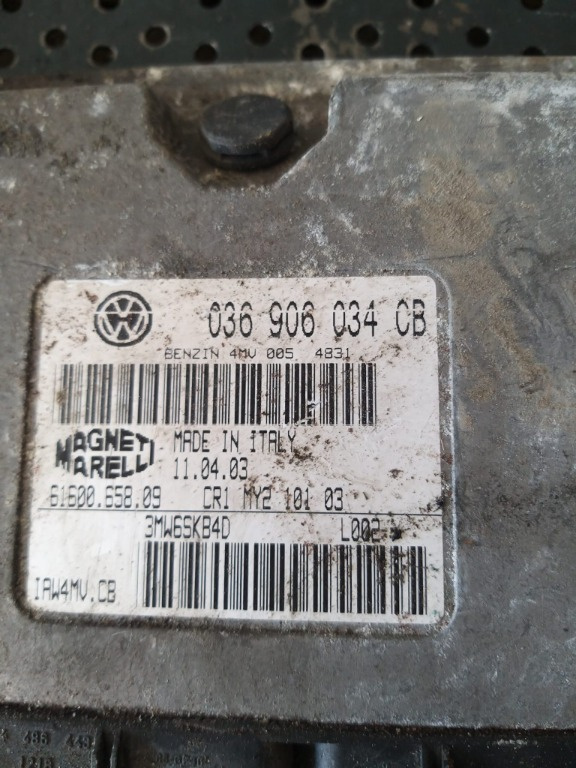 036 906 034 CB
BENZIN 4MV 005 4831
MAGNETI
MARELLI
MADE IN ITALY
11.04.03
61600.658.09 CR1 MY2 101 03
3MW6SKB4D L002
IAW4MV.CB